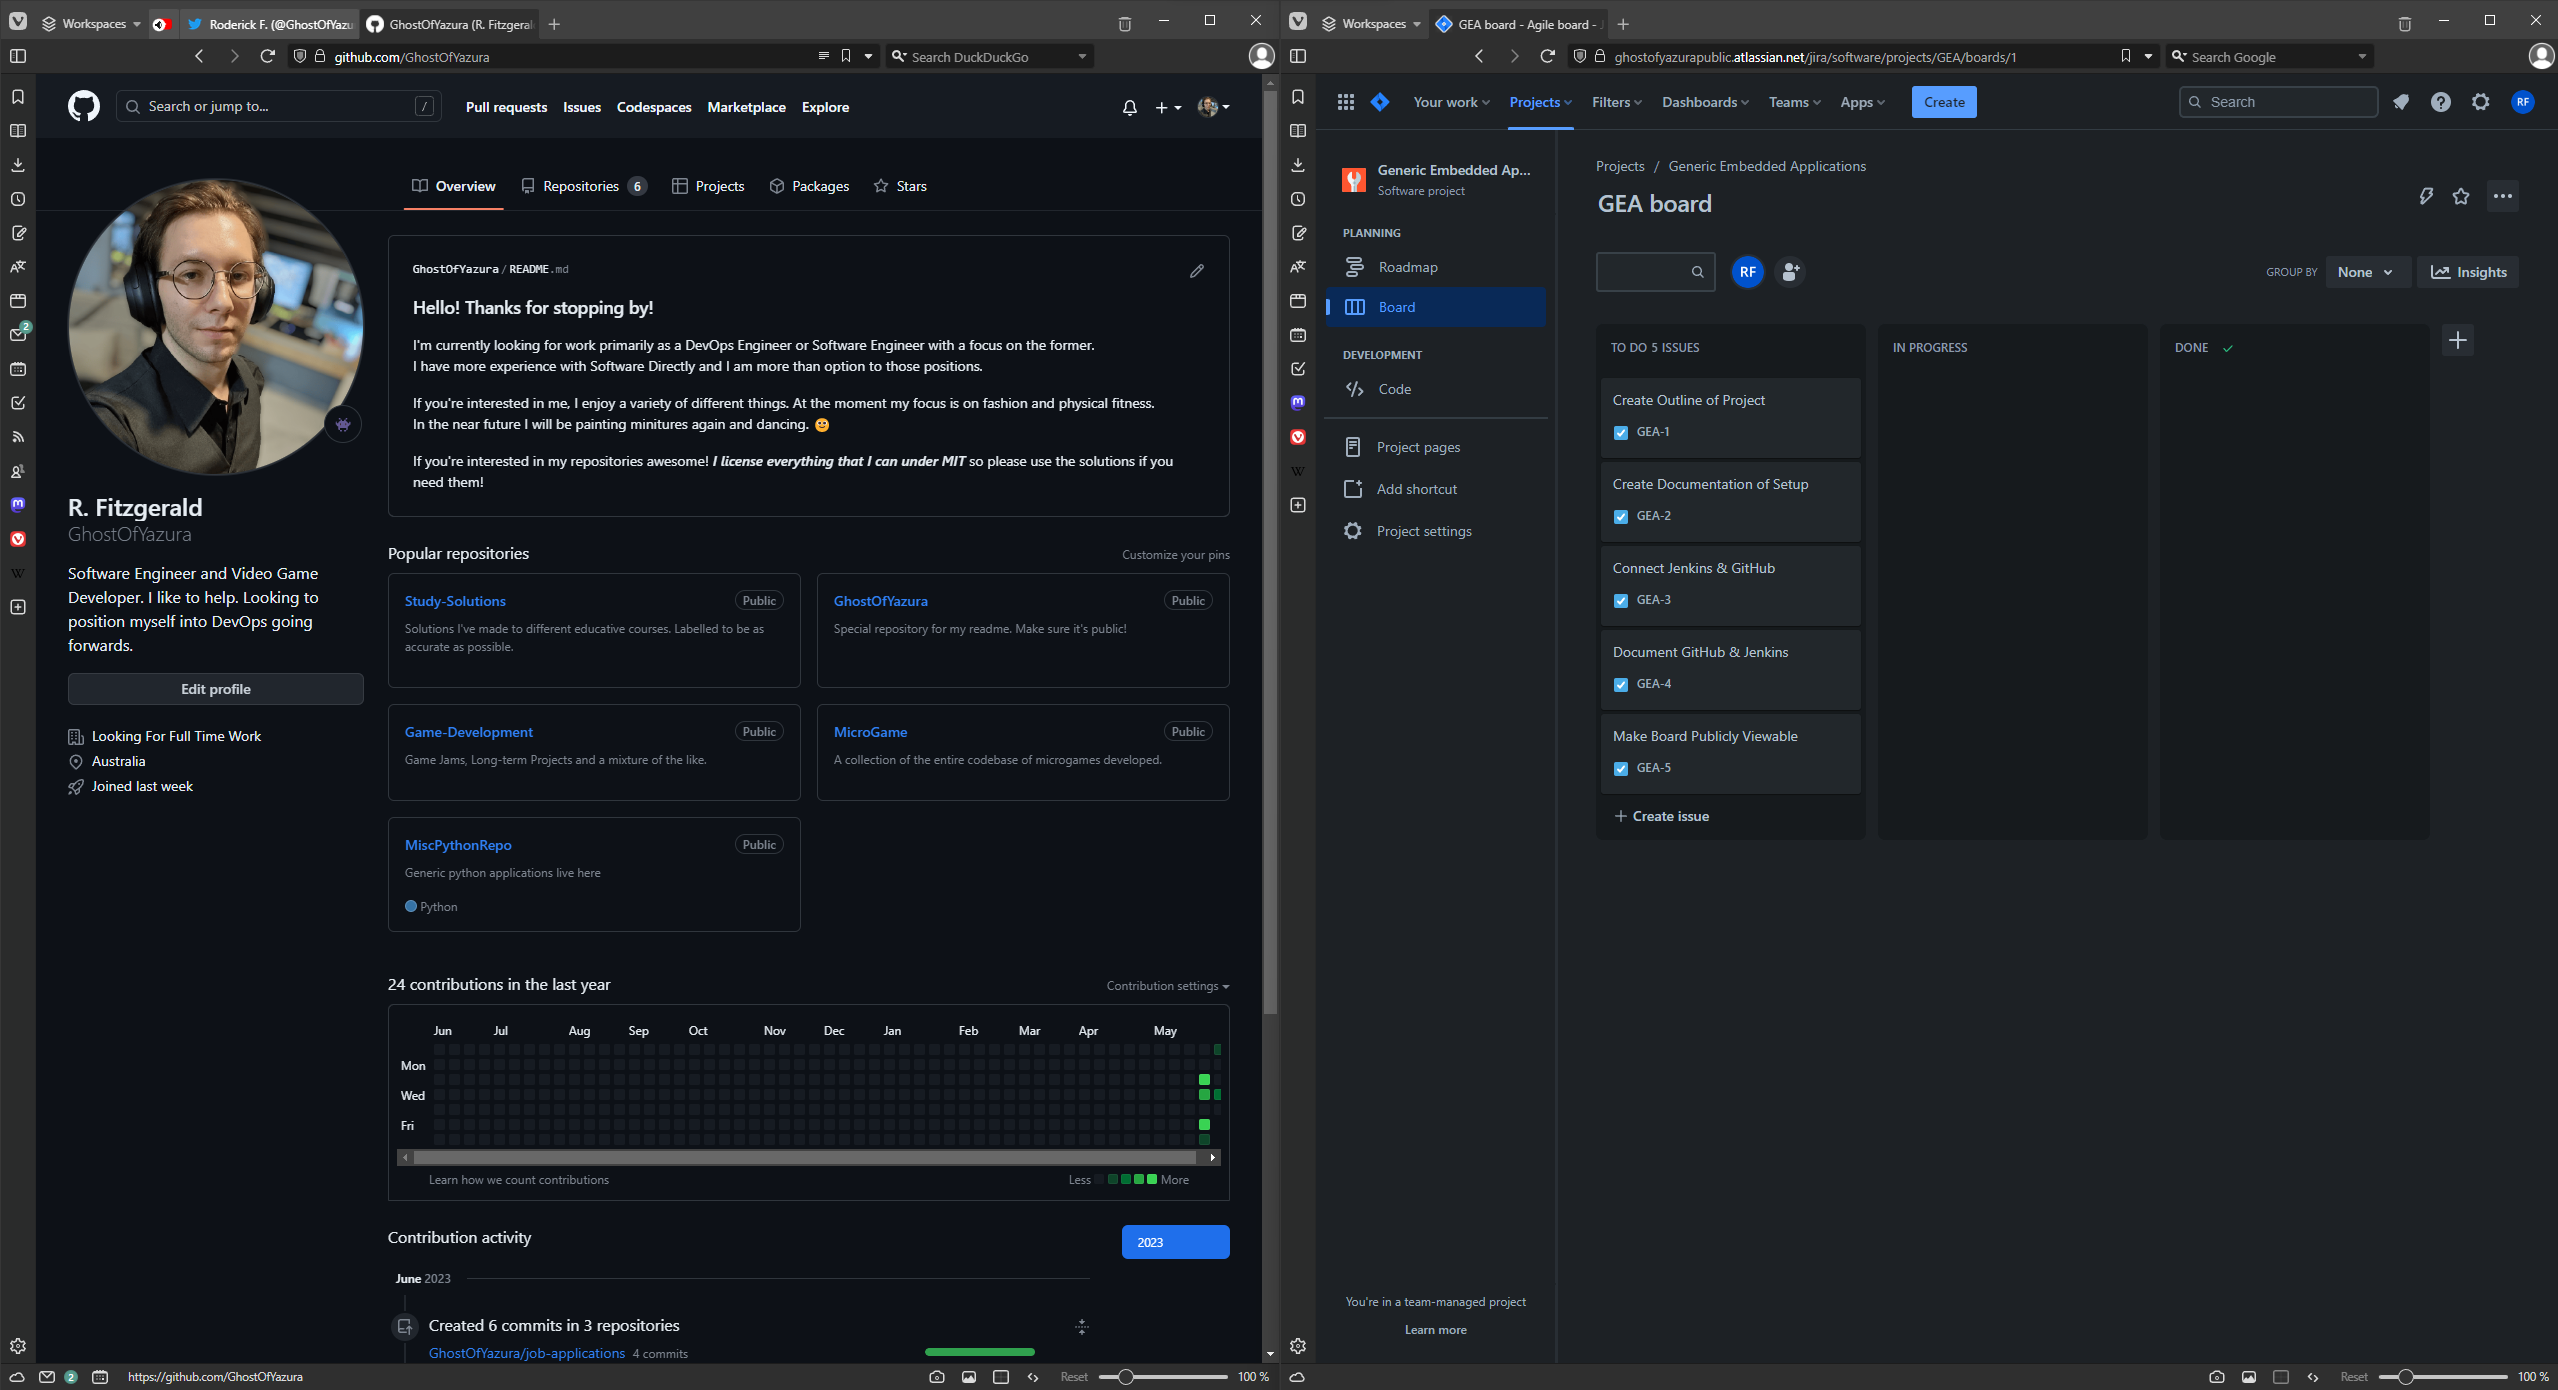 Workspaces
Roderick F. (@GhostOfYazu
GhostOfYazura (R. Fitzgeral
github.com/GhostOfYazura
Search DuckDuckGo
Search or jump to...
/
Pull requests
Issues
Codespaces
Marketplace
Explore
Overview
Repositories 6
Projects
Packages
Stars
GhostOfYazura/README.md
Hello! Thanks for stopping by!
I'm currently looking for work primarily as a DevOps Engineer or Software Engineer with a focus on the former.
I have more experience with Software Directly and I am more than option to those positions.
If you're interested in me, I enjoy a variety of different things. At the moment my focus is on fashion and physical fitness.
In the near future I will be painting minitures again and dancing. 😊
If you're interested in my repositories awesome! I license everything that I can under MIT so please use the solutions if you
need them!
R. Fitzgerald
GhostOfYazura
Software Engineer and Video Game
Developer. I like to help. Looking to
position myself into DevOps going
forwards.
Edit profile
Looking For Full Time Work
Australia
Joined last week
Popular repositories
Customize your pins
Study-Solutions
Public
Solutions I've made to different educative courses. Labelled to be as
accurate as possible.
GhostOfYazura
Public
Special repository for my readme. Make sure it's public!
Game-Development
Public
Game Jams, Long-term Projects and a mixture of the like.
MicroGame
Public
A collection of the entire codebase of microgames developed.
MiscPythonRepo
Public
Generic python applications live here
Python
24 contributions in the last year
Contribution settings
Jun Jul Aug Sep Oct Nov Dec Jan Feb Mar Apr May
Mon
Wed
Fri
Learn how we count contributions
Less
More
Contribution activity
2023
June 2023
Created 6 commits in 3 repositories
GhostOfYazura/job-applications 4 commits
2
2
https://github.com/GhostOfYazura
Reset
100 %
Workspaces
GEA board - Agile board - J
ghostofyazurapublic.atlassian.net/jira/software/projects/GEA/boards/1
Search Google
Your work
Projects
Filters
Dashboards
Teams
Apps
Create
Search
RF
Generic Embedded Ap...
Software project
PLANNING
Roadmap
Board
DEVELOPMENT
Code
Project pages
Add shortcut
Project settings
You're in a team-managed project
Learn more
Projects / Generic Embedded Applications
GEA board
RF
GROUP BY
None
Insights
TO DO 5 ISSUES
Create Outline of Project
GEA-1
Create Documentation of Setup
GEA-2
Connect Jenkins & GitHub
GEA-3
Document GitHub & Jenkins
GEA-4
Make Board Publicly Viewable
GEA-5
Create issue
IN PROGRESS
DONE
Reset
100 %